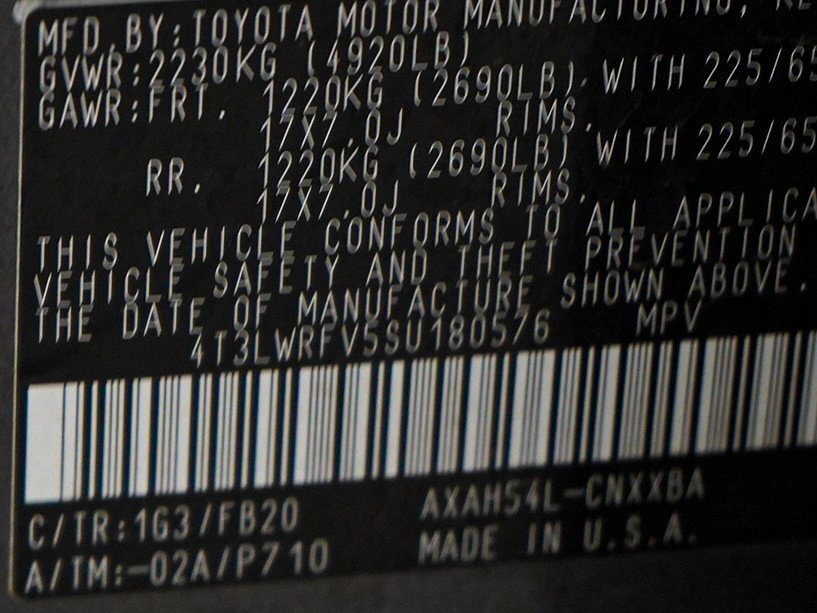 MFD.BY:TOYOTA MOTOR MANUFACTURING,
GVWR:2230KG (4920LB)
GAWR:FRT. 1220KG (2690LB) WITH 225/65
17X7.0J RIMS.
RR. 1220KG (2690LB) WITH 225/65
17X7.0J RIMS.
THIS VEHICLE CONFORMS TO ALL APPLICA
VEHICLE SAFETY AND THEFT PREVENTION
THE DATE OF MANUFACTURE SHOWN ABOVE.
4T3LWRFV5SU180576 MPV
C/TR:1G3/FB20 AXAH54L-CNXXBA
A/TM:-02A/P710 MADE IN U.S.A.